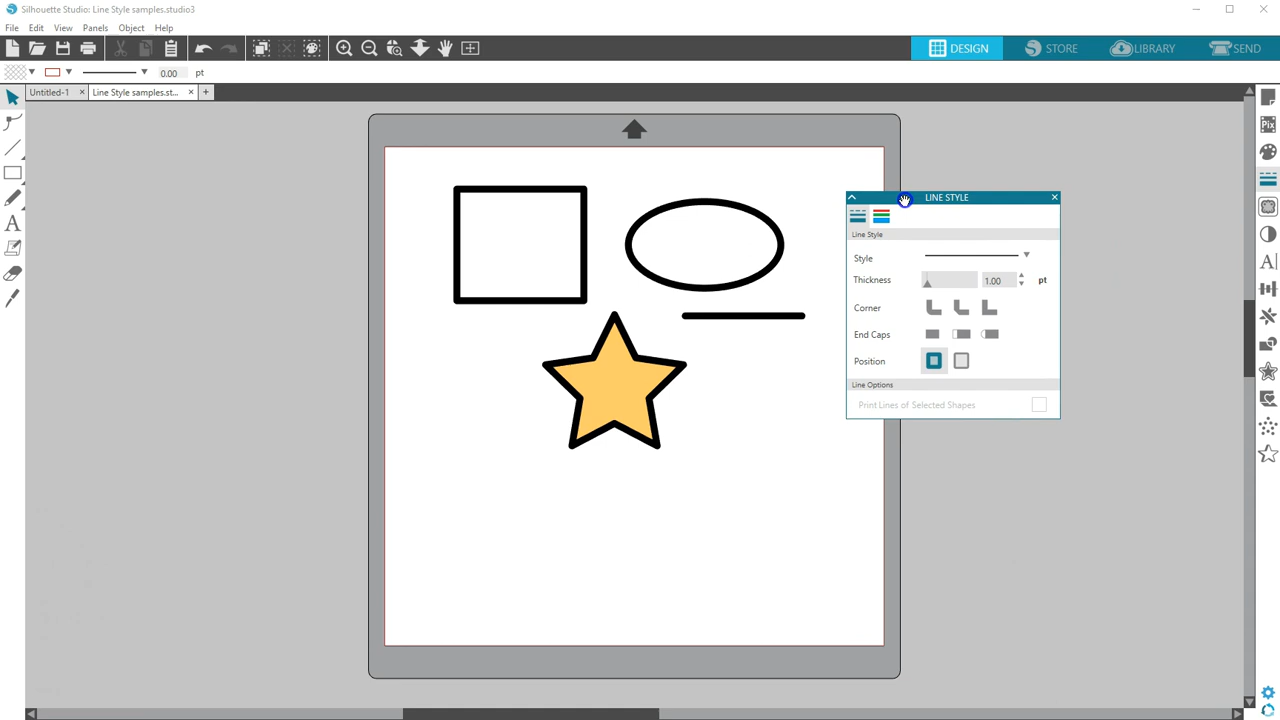 Silhouette Studio: Line Style samples.studio3
File Edit View Panels Object Help
DESIGN STORE LIBRARY SEND
0.00 pt
Untitled-1 × Line Style samples.st... × +
LINE STYLE
Line Style
Style
Thickness 1.00 pt
Corner
End Caps
Position
Line Options
Print Lines of Selected Shapes
Pix